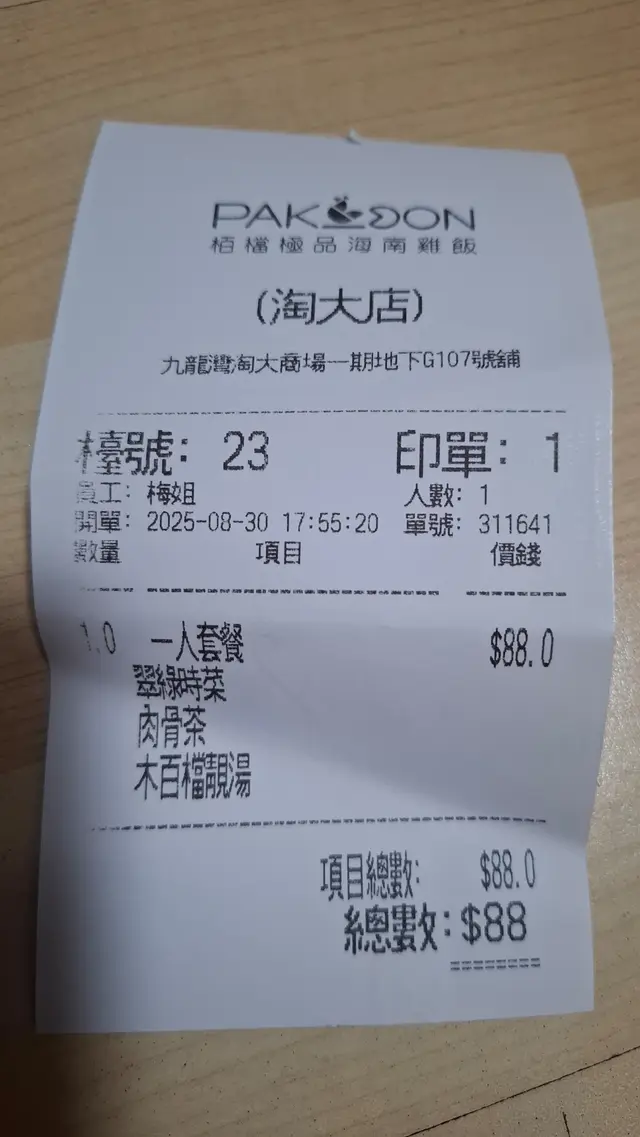 PAK DON
栢檔極品海南雞飯
(淘大店)
九龍灣淘大商場一期地下G107號舖
檯號: 23 印單: 1
員工: 梅姐 人數: 1
開單: 2025-08-30 17:55:20 單號: 311641
數量 項目 價錢
1.0 一人套餐 $88.0
翠綠時菜
肉骨茶
木百檔靚湯
項目總數: $88.0
總數: $88